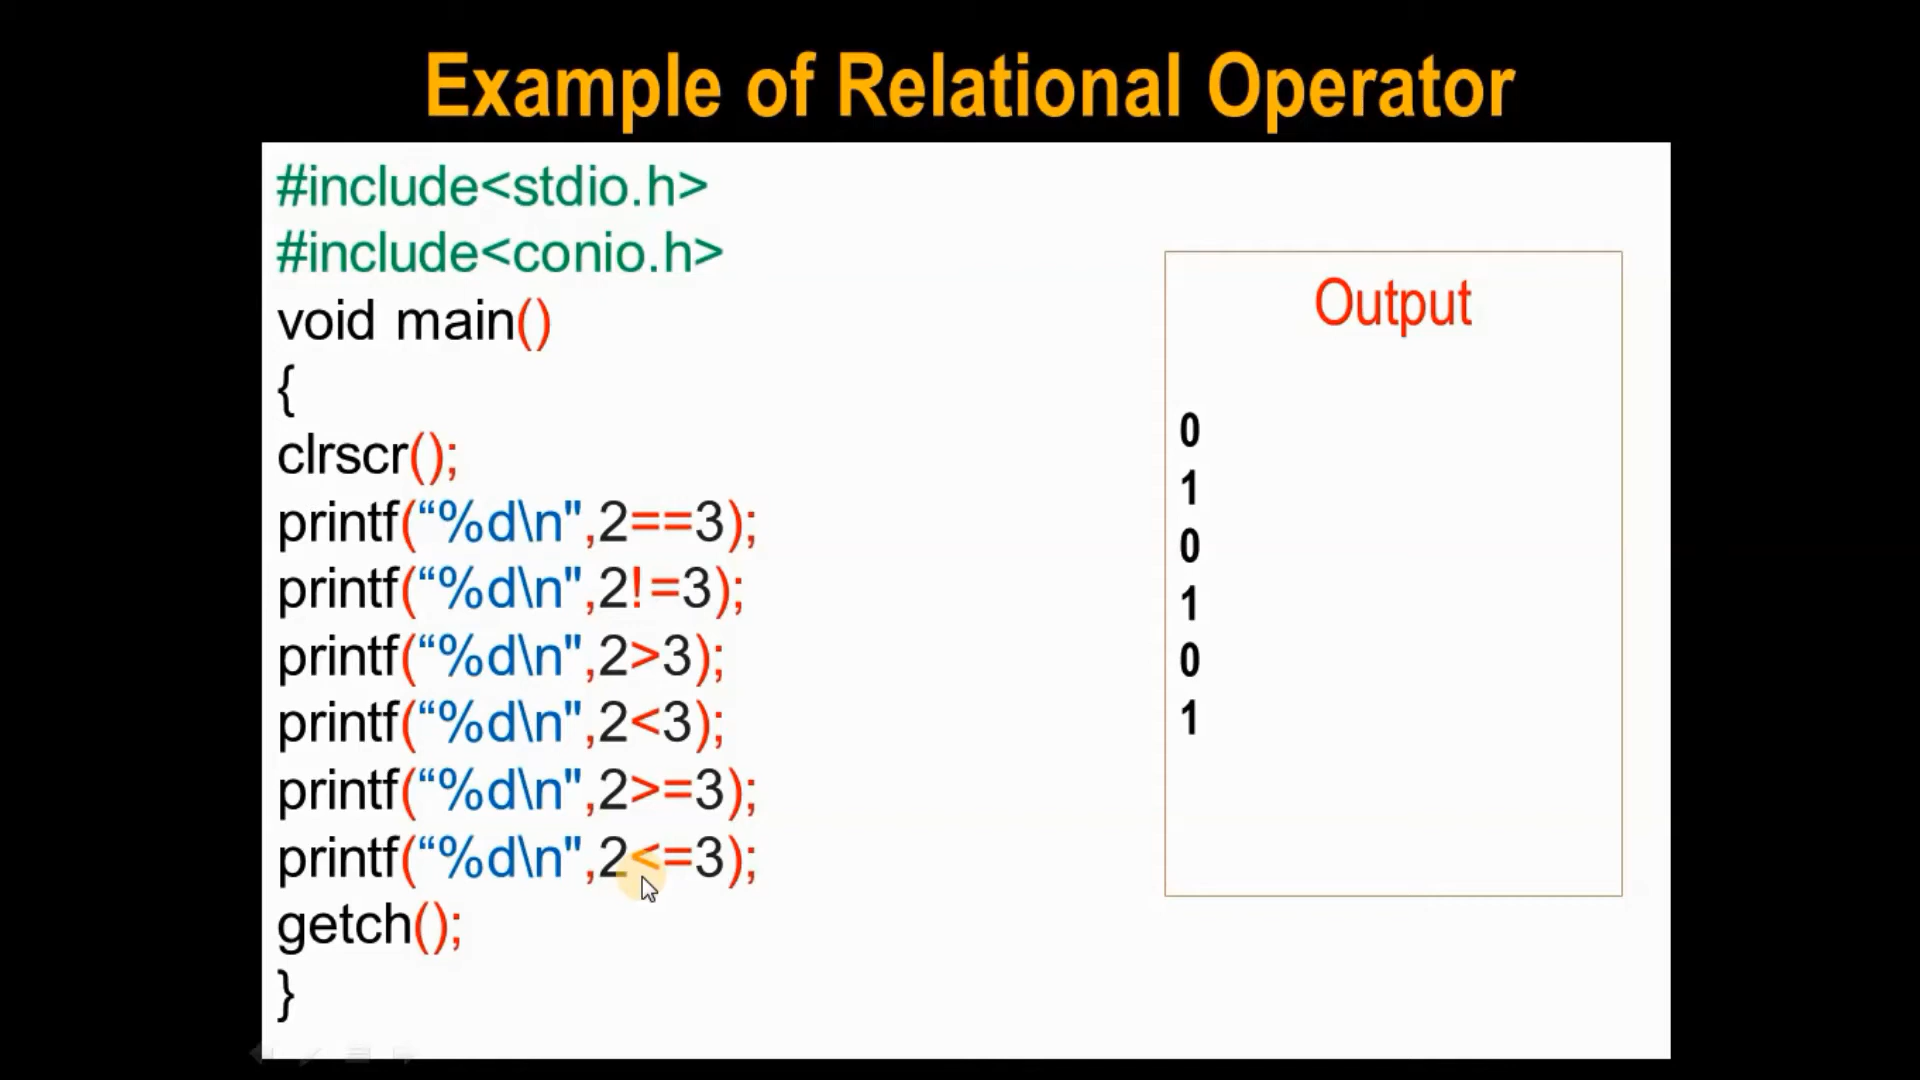 Example of Relational Operator
#include<stdio.h>
#include<conio.h>
void main()
{
clrscr();
printf(“%d\n",2==3);
printf(“%d\n",2!=3);
printf(“%d\n",2>3);
printf(“%d\n",2<3);
printf(“%d\n",2>=3);
printf(“%d\n",2<=3);
getch();
}
Output
0
1
0
1
0
1